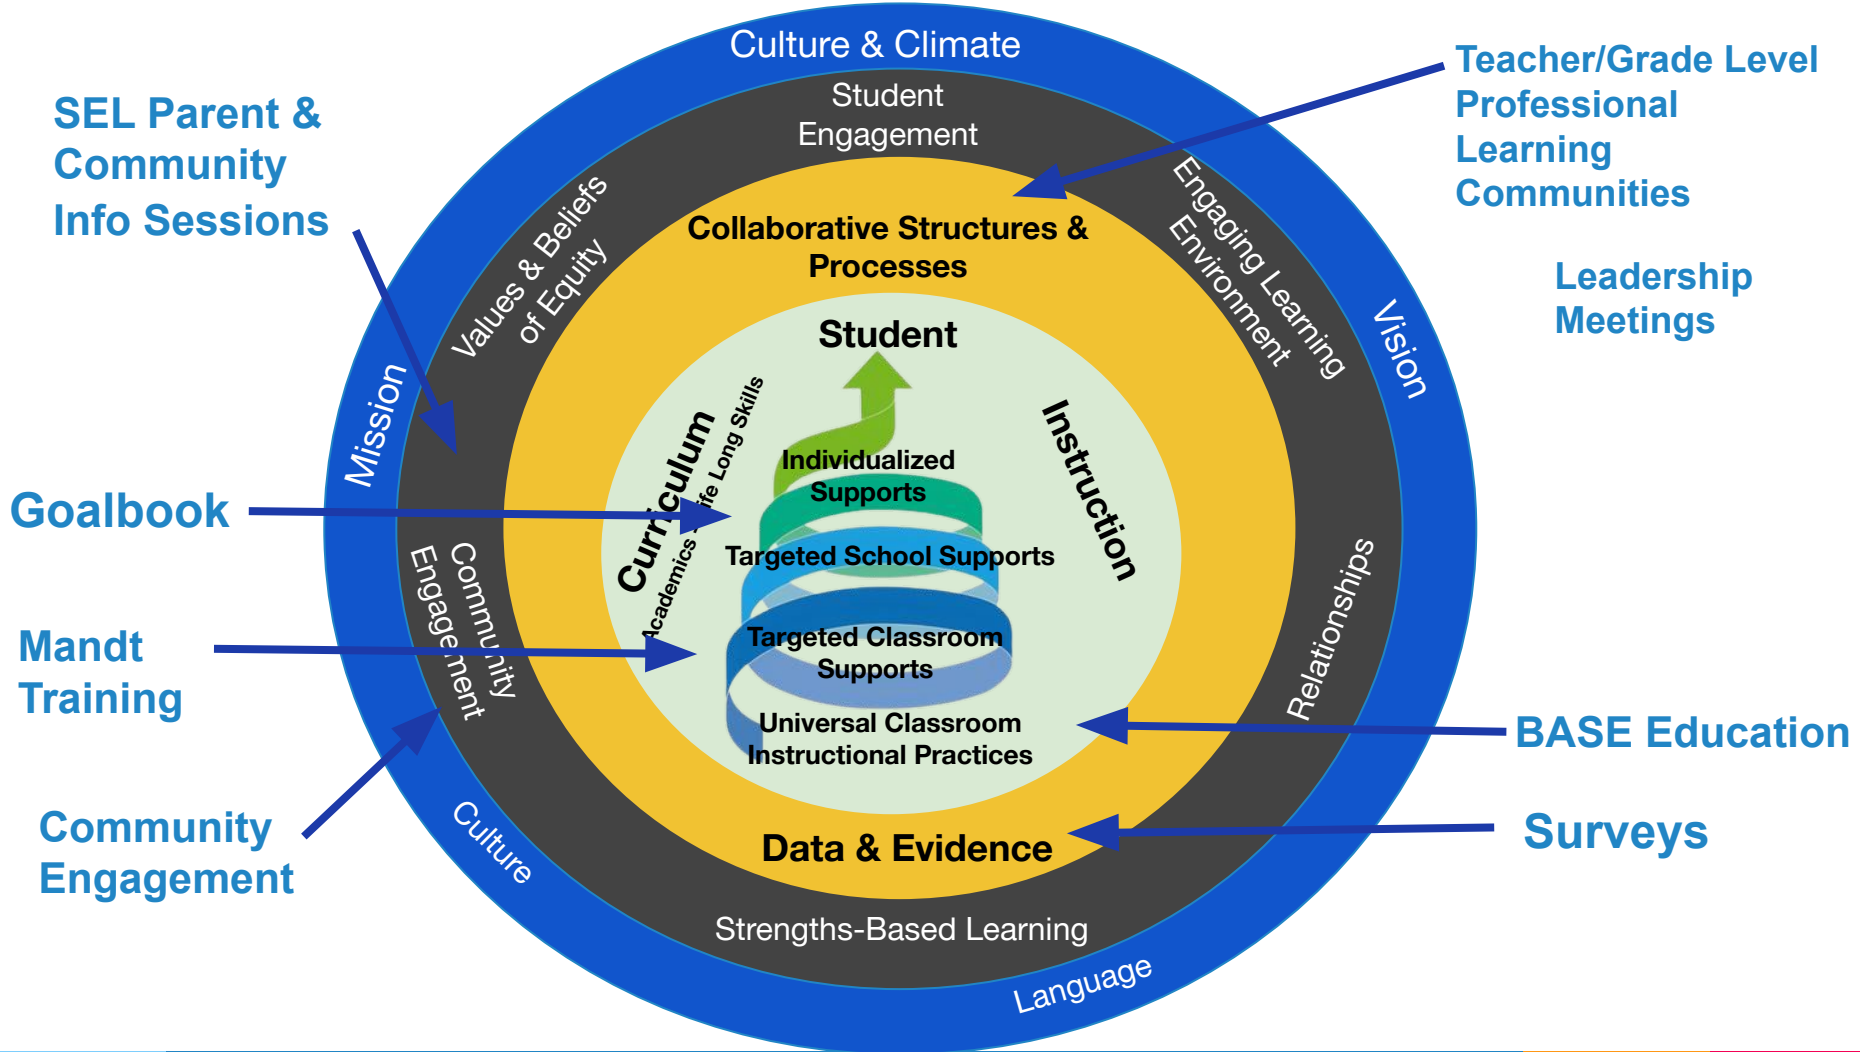 Culture & Climate
Student
Engagement
SEL Parent &
Community
Info Sessions
Teacher/Grade Level
Professional
Learning
Communities
Leadership
Meetings
Values & Beliefs
of Equity
Engaging Learning
Environment
Collaborative Structures &
Processes
Mission
Vision
Student
Curriculum
Academics - Life Long Skills
Instruction
Individualized
Supports
Goalbook
Targeted School Supports
Community
Engagement
Relationships
Mandt
Training
Targeted Classroom
Supports
Universal Classroom
Instructional Practices
BASE Education
Community
Engagement
Culture
Data & Evidence
Surveys
Strengths-Based Learning
Language